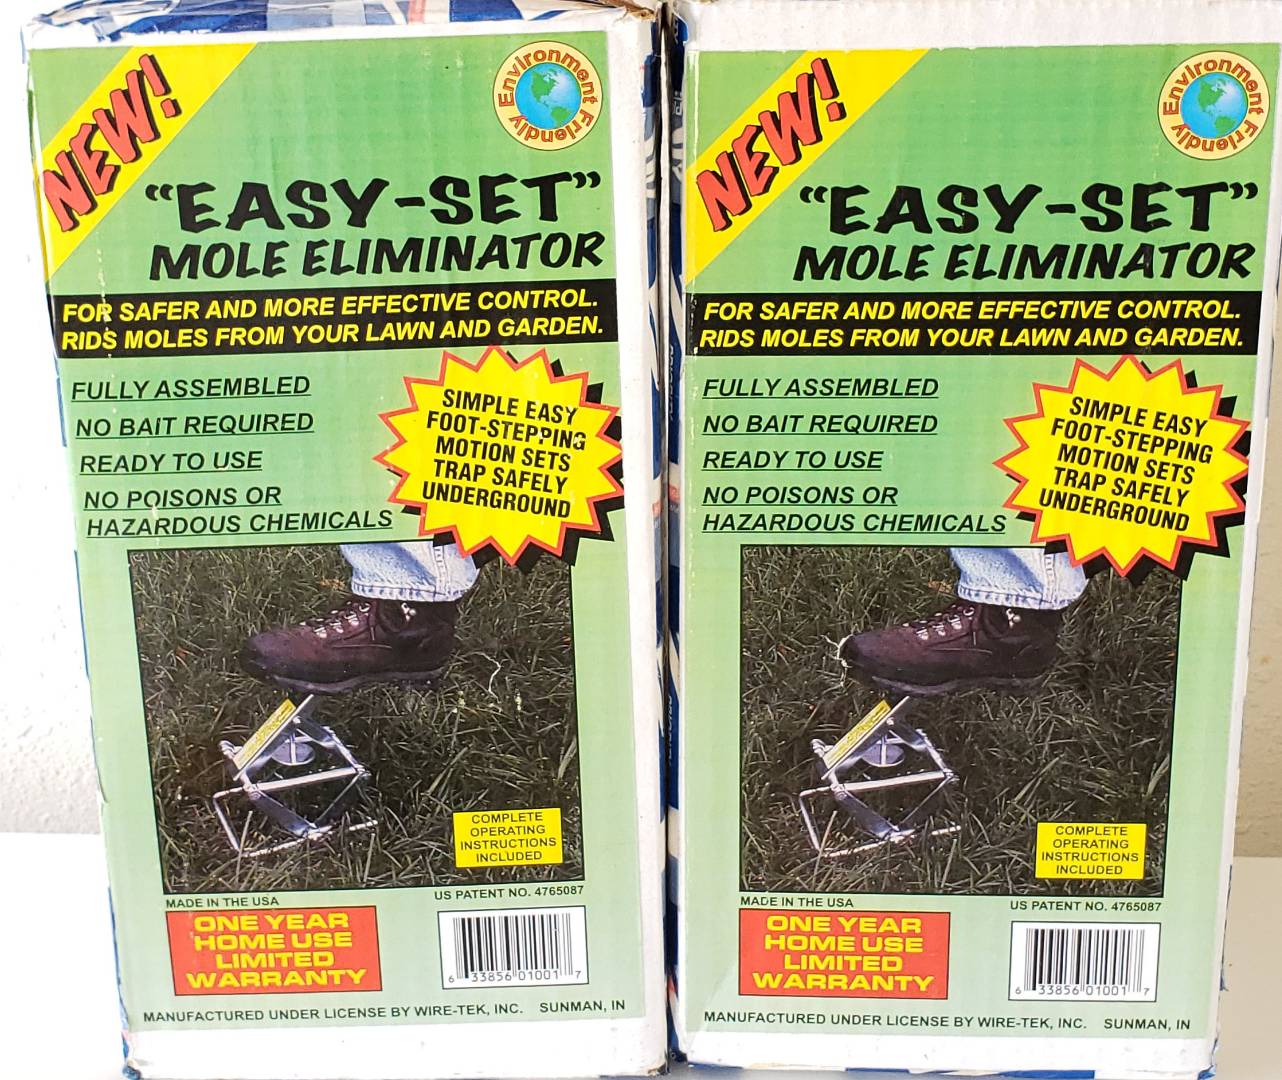 NEW!
Environment Friendly
“EASY-SET”
MOLE ELIMINATOR
FOR SAFER AND MORE EFFECTIVE CONTROL.
RIDS MOLES FROM YOUR LAWN AND GARDEN.
FULLY ASSEMBLED
NO BAIT REQUIRED
READY TO USE
NO POISONS OR
HAZARDOUS CHEMICALS
SIMPLE EASY
FOOT-STEPPING
MOTION SETS
TRAP SAFELY
UNDERGROUND
COMPLETE
OPERATING
INSTRUCTIONS
INCLUDED
MADE IN THE USA
US PATENT NO. 4765087
ONE YEAR
HOME USE
LIMITED
WARRANTY
6 33856 01001 7
MANUFACTURED UNDER LICENSE BY WIRE-TEK, INC. SUNMAN, IN
NEW!
Environment Friendly
“EASY-SET”
MOLE ELIMINATOR
FOR SAFER AND MORE EFFECTIVE CONTROL.
RIDS MOLES FROM YOUR LAWN AND GARDEN.
FULLY ASSEMBLED
NO BAIT REQUIRED
READY TO USE
NO POISONS OR
HAZARDOUS CHEMICALS
SIMPLE EASY
FOOT-STEPPING
MOTION SETS
TRAP SAFELY
UNDERGROUND
COMPLETE
OPERATING
INSTRUCTIONS
INCLUDED
MADE IN THE USA
US PATENT NO. 4765087
ONE YEAR
HOME USE
LIMITED
WARRANTY
6 33856 01001 7
MANUFACTURED UNDER LICENSE BY WIRE-TEK, INC. SUNMAN, IN